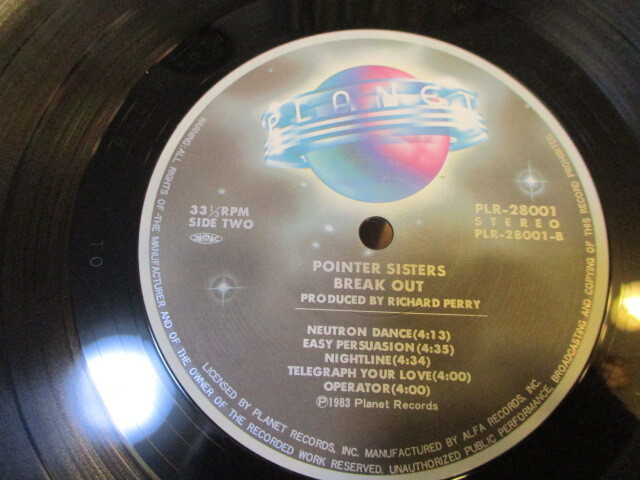 PLANET
33⅓RPM
SIDE TWO
PLR-28001
STEREO
PLR-28001-B
POINTER SISTERS
BREAK OUT
PRODUCED BY RICHARD PERRY
NEUTRON DANCE(4:13)
EASY PERSUASION(4:35)
NIGHTLINE(4:34)
TELEGRAPH YOUR LOVE(4:00)
OPERATOR(4:00)
Ⓟ1983 Planet Records
WARNING: ALL RIGHTS OF THE MANUFACTURER AND OF THE OWNER OF THE RECORDED WORK RESERVED. UNAUTHORIZED PUBLIC PERFORMANCE, BROADCASTING AND COPYING OF THIS RECORD PROHIBITED.
LICENSED BY PLANET RECORDS, INC. MANUFACTURED BY ALFA RECORDS, INC.